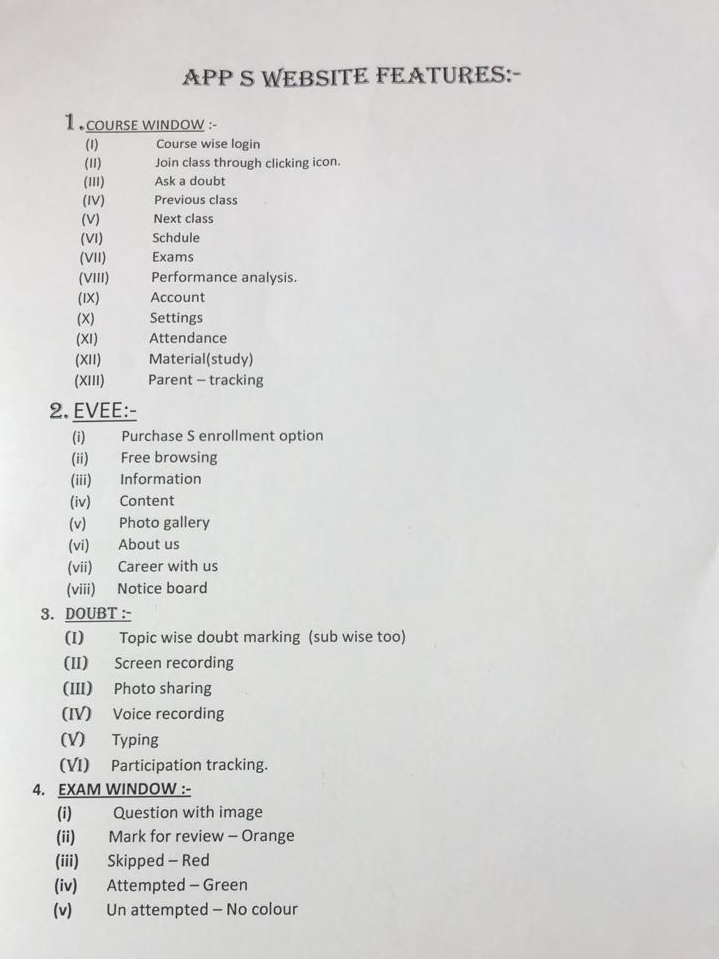 APP S WEBSITE FEATURES:-
1. COURSE WINDOW :-
(I) Course wise login
(II) Join class through clicking icon.
(III) Ask a doubt
(IV) Previous class
(V) Next class
(VI) Schdule
(VII) Exams
(VIII) Performance analysis.
(IX) Account
(X) Settings
(XI) Attendance
(XII) Material(study)
(XIII) Parent – tracking
2. EVEE:-
(i) Purchase S enrollment option
(ii) Free browsing
(iii) Information
(iv) Content
(v) Photo gallery
(vi) About us
(vii) Career with us
(viii) Notice board
3. DOUBT :-
(I) Topic wise doubt marking (sub wise too)
(II) Screen recording
(III) Photo sharing
(IV) Voice recording
(V) Typing
(VI) Participation tracking.
4. EXAM WINDOW :-
(i) Question with image
(ii) Mark for review – Orange
(iii) Skipped – Red
(iv) Attempted – Green
(v) Un attempted – No colour